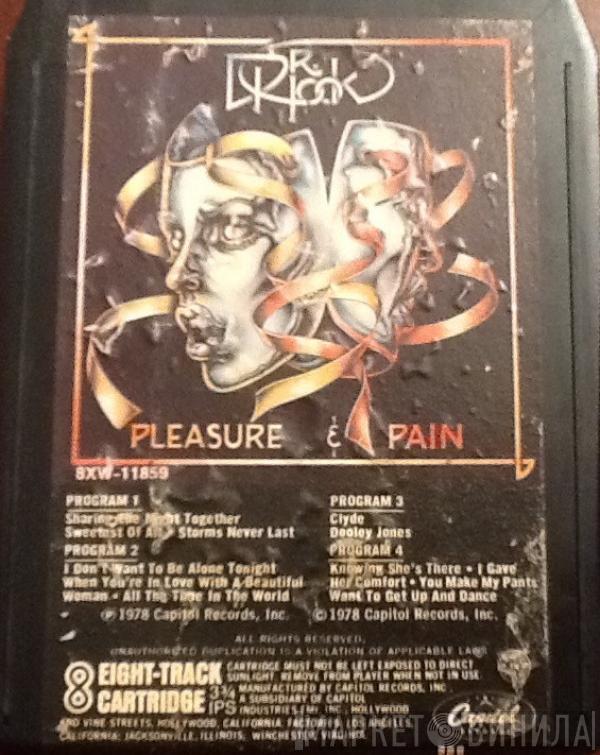 DR. HOOK
PLEASURE & PAIN
8XW-11859
PROGRAM 1
Sharing The Night Together
Sweetest Of All • Storms Never Last
PROGRAM 2
I Don't Want To Be Alone Tonight
When You're In Love With A Beautiful
Woman • All The Time In The World
PROGRAM 3
Clyde
Dooley Jones
PROGRAM 4
Knowing She's There • I Gave
Her Comfort • You Make My Pants
Want To Get Up And Dance
℗ 1978 Capitol Records, Inc. © 1978 Capitol Records, Inc.
ALL RIGHTS RESERVED.
UNAUTHORIZED DUPLICATION IS A VIOLATION OF APPLICABLE LAWS
8 EIGHT-TRACK
CARTRIDGE 3¾ IPS
CARTRIDGE MUST NOT BE LEFT EXPOSED TO DIRECT
SUNLIGHT. REMOVE FROM PLAYER WHEN NOT IN USE
MANUFACTURED BY CAPITOL RECORDS, INC.
A SUBSIDIARY OF CAPITOL
INDUSTRIES-EMI, INC. HOLLYWOOD
AND VINE STREETS, HOLLYWOOD, CALIFORNIA. FACTORIES: LOS ANGELES,
CALIFORNIA; JACKSONVILLE, ILLINOIS; WINCHESTER, VIRGINIA.
Capitol
МАРКЕТ ВИНИЛА!